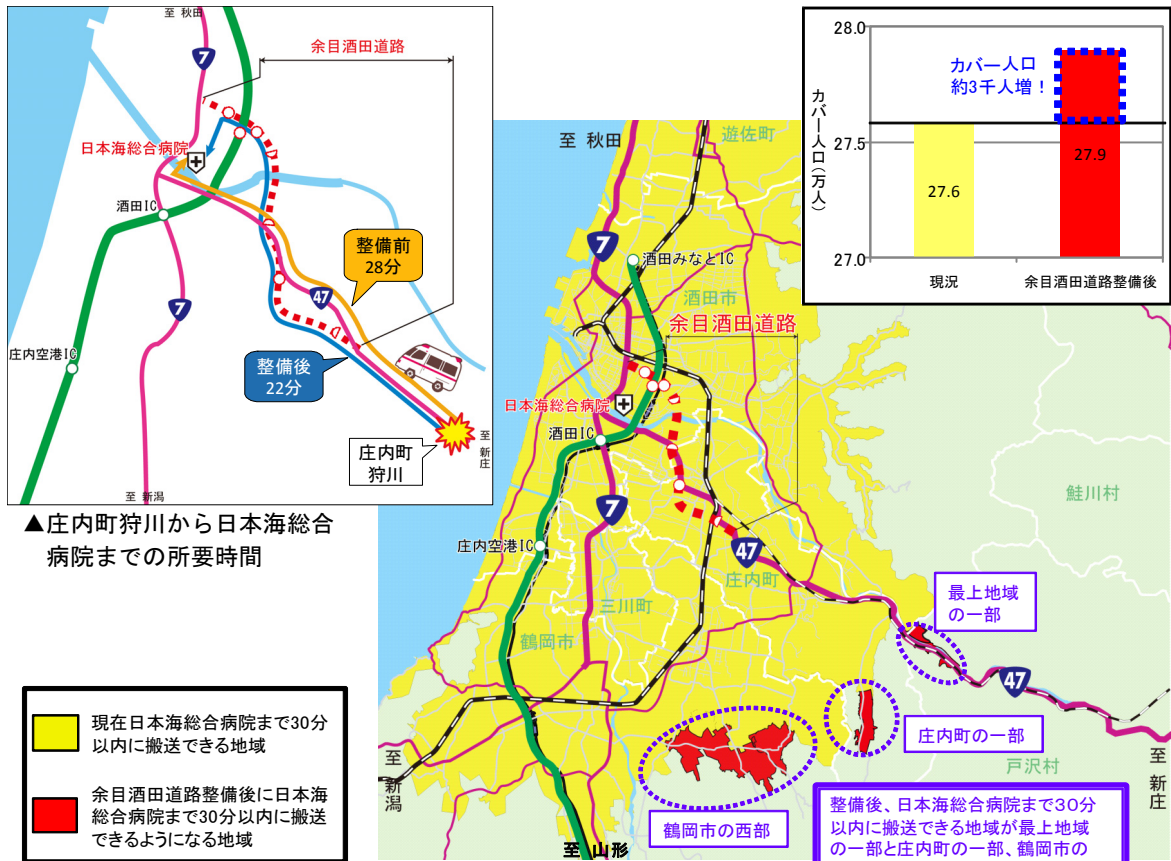 至 秋田
7
余目酒田道路
日本海総合病院
酒田IC
整備前
28分
47
7
庄内空港IC
整備後
22分
庄内町
狩川
至 新庄
至 新潟
▲庄内町狩川から日本海総合
病院までの所要時間
28.0
27.5
27.0
カバー人口(万人)
カバー人口
約3千人増！
27.6
27.9
現況
余目酒田道路整備後
至 秋田
遊佐町
7
酒田みなとIC
酒田市
余目酒田道路
日本海総合病院
酒田IC
7
鮭川村
庄内空港IC
47
庄内町
三川町
最上地域
の一部
鶴岡市
47
庄内町の一部
戸沢村
至 新潟
至 新庄
鶴岡市の西部
至 山形
現在日本海総合病院まで30分
以内に搬送できる地域
余目酒田道路整備後に日本海
総合病院まで30分以内に搬送
できるようになる地域
整備後、日本海総合病院まで30分
以内に搬送できる地域が最上地域
の一部と庄内町の一部、鶴岡市の